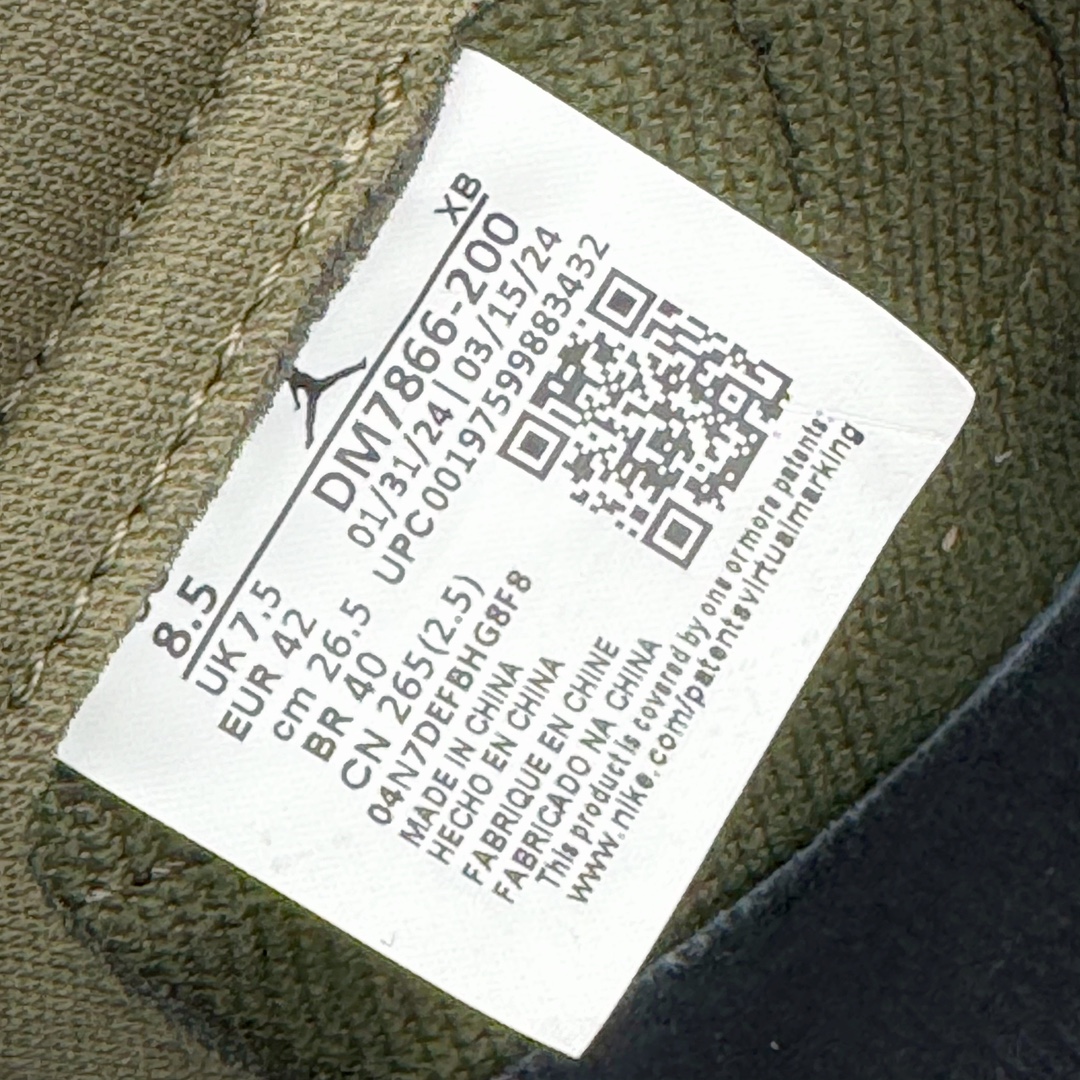 8.5 XB
UK 7.5
EUR 42
cm 26.5
BR 40
CN 265(2.5)
DM7866-200
01/31/24 | 03/15/24
UPC 00197599883432
04N7DEFBHG8F8
MADE IN CHINA
HECHO EN CHINA
FABRIQUE EN CHINE
FABRICADO NA CHINA
This product is covered by one or more patents:
www.nike.com/patentsvirtualmarking